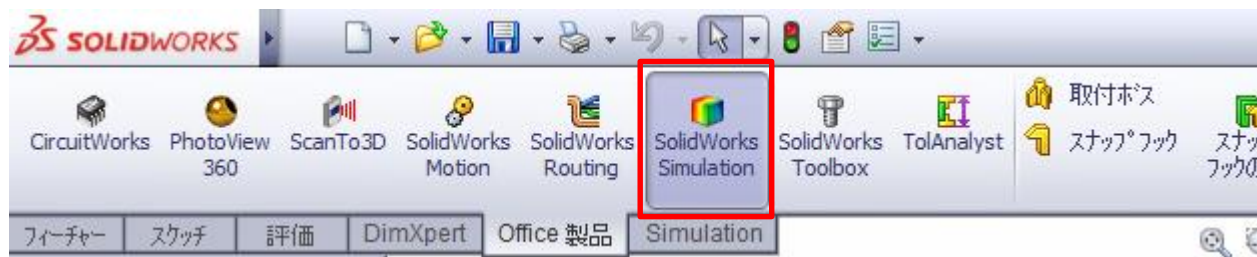 SOLIDWORKS
CircuitWorks
PhotoView
360
ScanTo3D
SolidWorks
Motion
SolidWorks
Routing
SolidWorks
Simulation
SolidWorks
Toolbox
TolAnalyst
取付ボス
スナップフック
フィーチャー
スケッチ
評価
DimXpert
Office 製品
Simulation